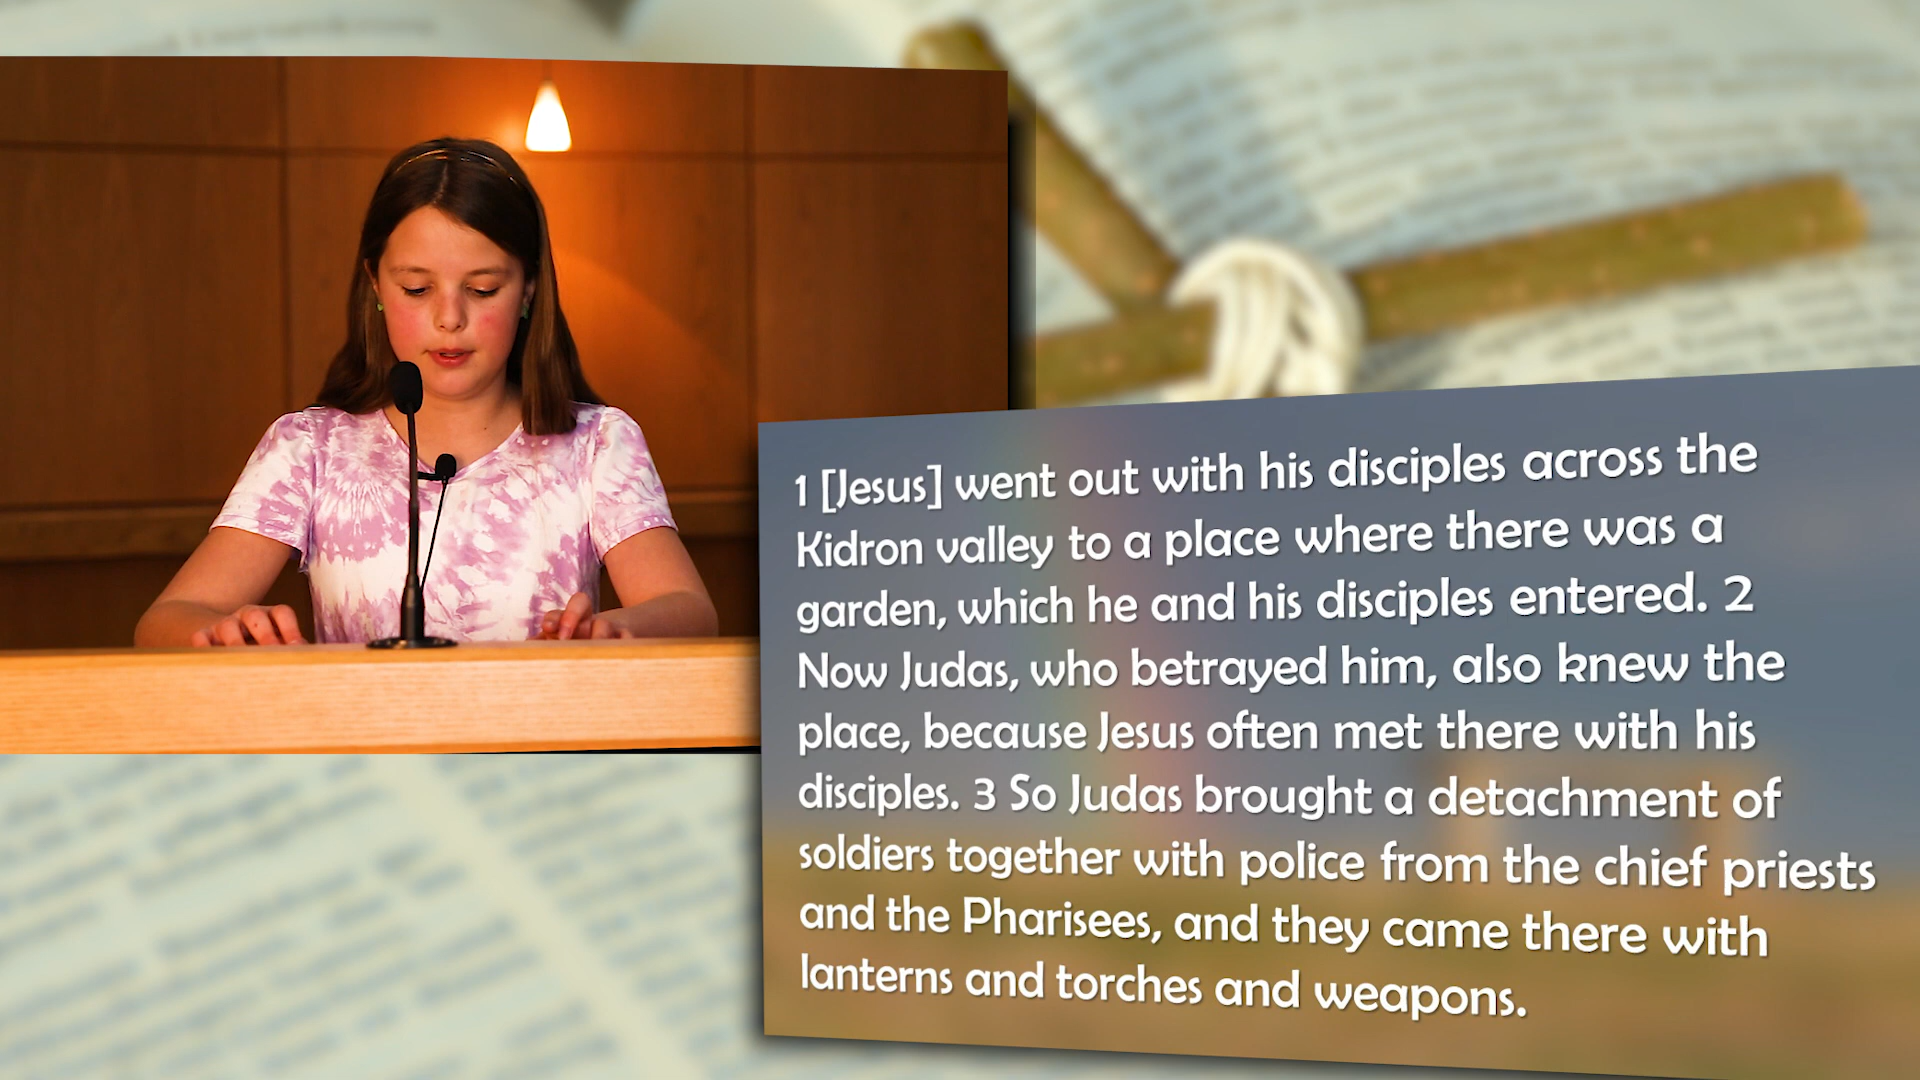 1 [Jesus] went out with his disciples across the
Kidron valley to a place where there was a
garden, which he and his disciples entered. 2
Now Judas, who betrayed him, also knew the
place, because Jesus often met there with his
disciples. 3 So Judas brought a detachment of
soldiers together with police from the chief priests
and the Pharisees, and they came there with
lanterns and torches and weapons.